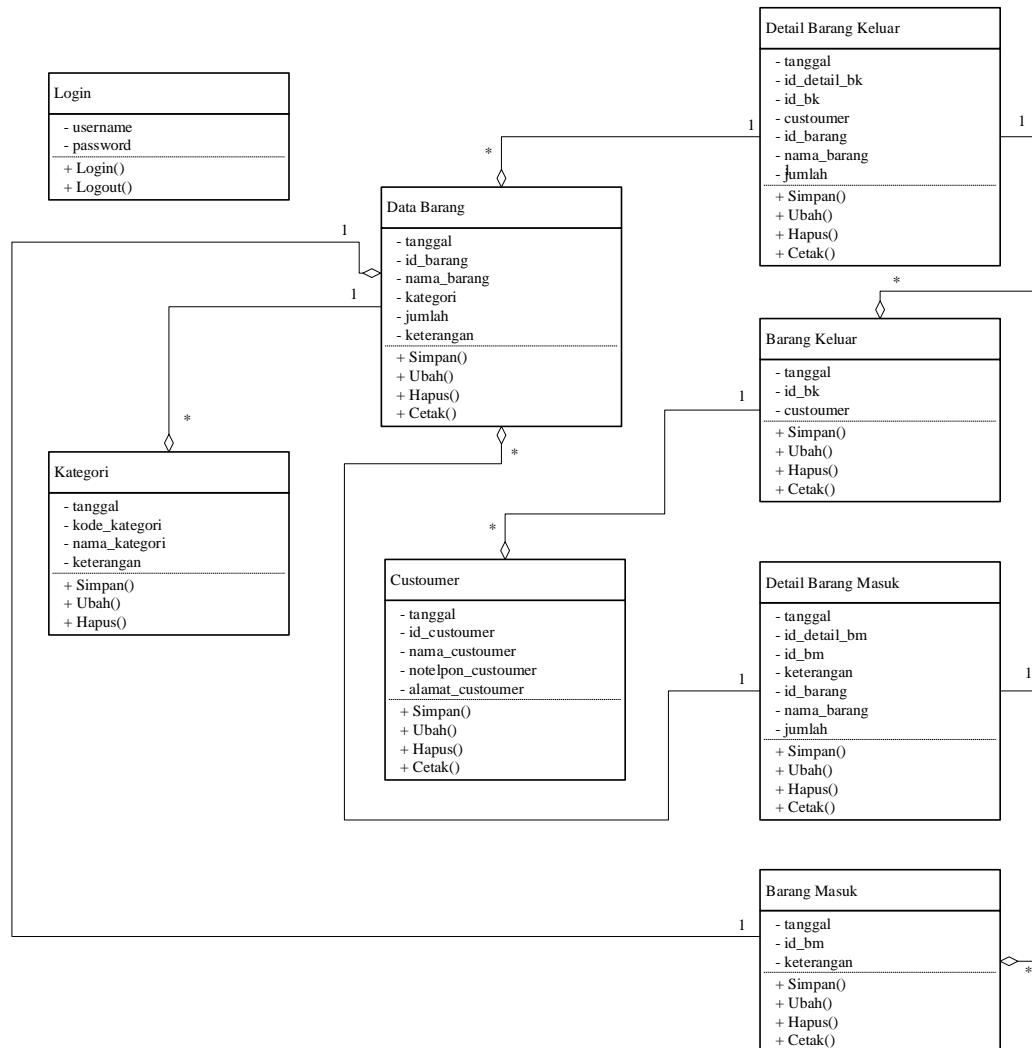 Login
- username
- password
+ Login()
+ Logout()
Detail Barang Keluar
- tanggal
- id_detail_bk
- id_bk
- custoumer
- id_barang
- nama_barang
- jumlah
1
+ Simpan()
+ Ubah()
+ Hapus()
+ Cetak()
1
1
*
Data Barang
- tanggal
- id_barang
- nama_barang
- kategori
- jumlah
- keterangan
+ Simpan()
+ Ubah()
+ Hapus()
+ Cetak()
1
1
*
*
Kategori
- tanggal
- kode_kategori
- nama_kategori
- keterangan
+ Simpan()
+ Ubah()
+ Hapus()
*
Barang Keluar
- tanggal
- id_bk
- custoumer
+ Simpan()
+ Ubah()
+ Hapus()
+ Cetak()
1
*
Custoumer
- tanggal
- id_custoumer
- nama_custoumer
- notelpon_custoumer
- alamat_custoumer
+ Simpan()
+ Ubah()
+ Hapus()
+ Cetak()
Detail Barang Masuk
- tanggal
- id_detail_bm
- id_bm
- keterangan
- id_barang
- nama_barang
- jumlah
+ Simpan()
+ Ubah()
+ Hapus()
+ Cetak()
1
1
Barang Masuk
- tanggal
- id_bm
- keterangan
+ Simpan()
+ Ubah()
+ Hapus()
+ Cetak()
1
*